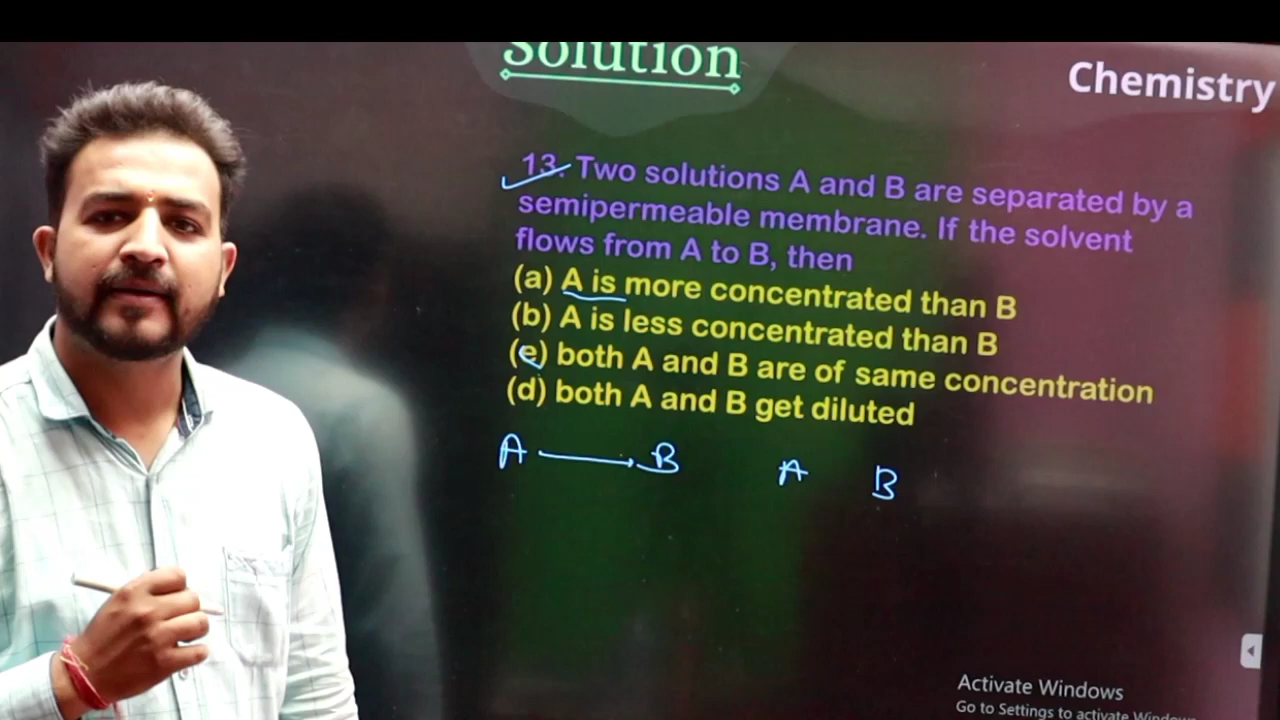 Solution
Chemistry
13. Two solutions A and B are separated by a
semipermeable membrane. If the solvent
flows from A to B, then
(a) A is more concentrated than B
(b) A is less concentrated than B
(c) both A and B are of same concentration
(d) both A and B get diluted
A → B A B
Activate Windows
Go to Settings to activate Windows